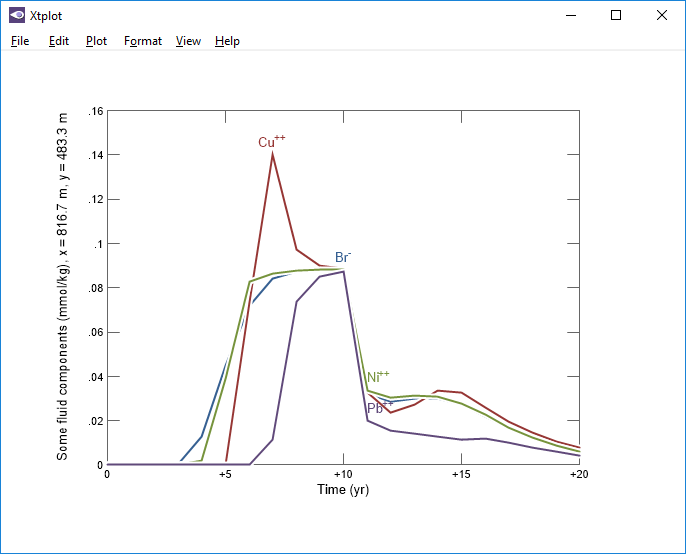 Xtplot
File Edit Plot Format View Help
Some fluid components (mmol/kg), x = 816.7 m, y = 483.3 m
.16
.14
.12
.1
.08
.06
.04
.02
0
Cu++
Br-
Ni++
Pb++
0 +5 +10 +15 +20
Time (yr)